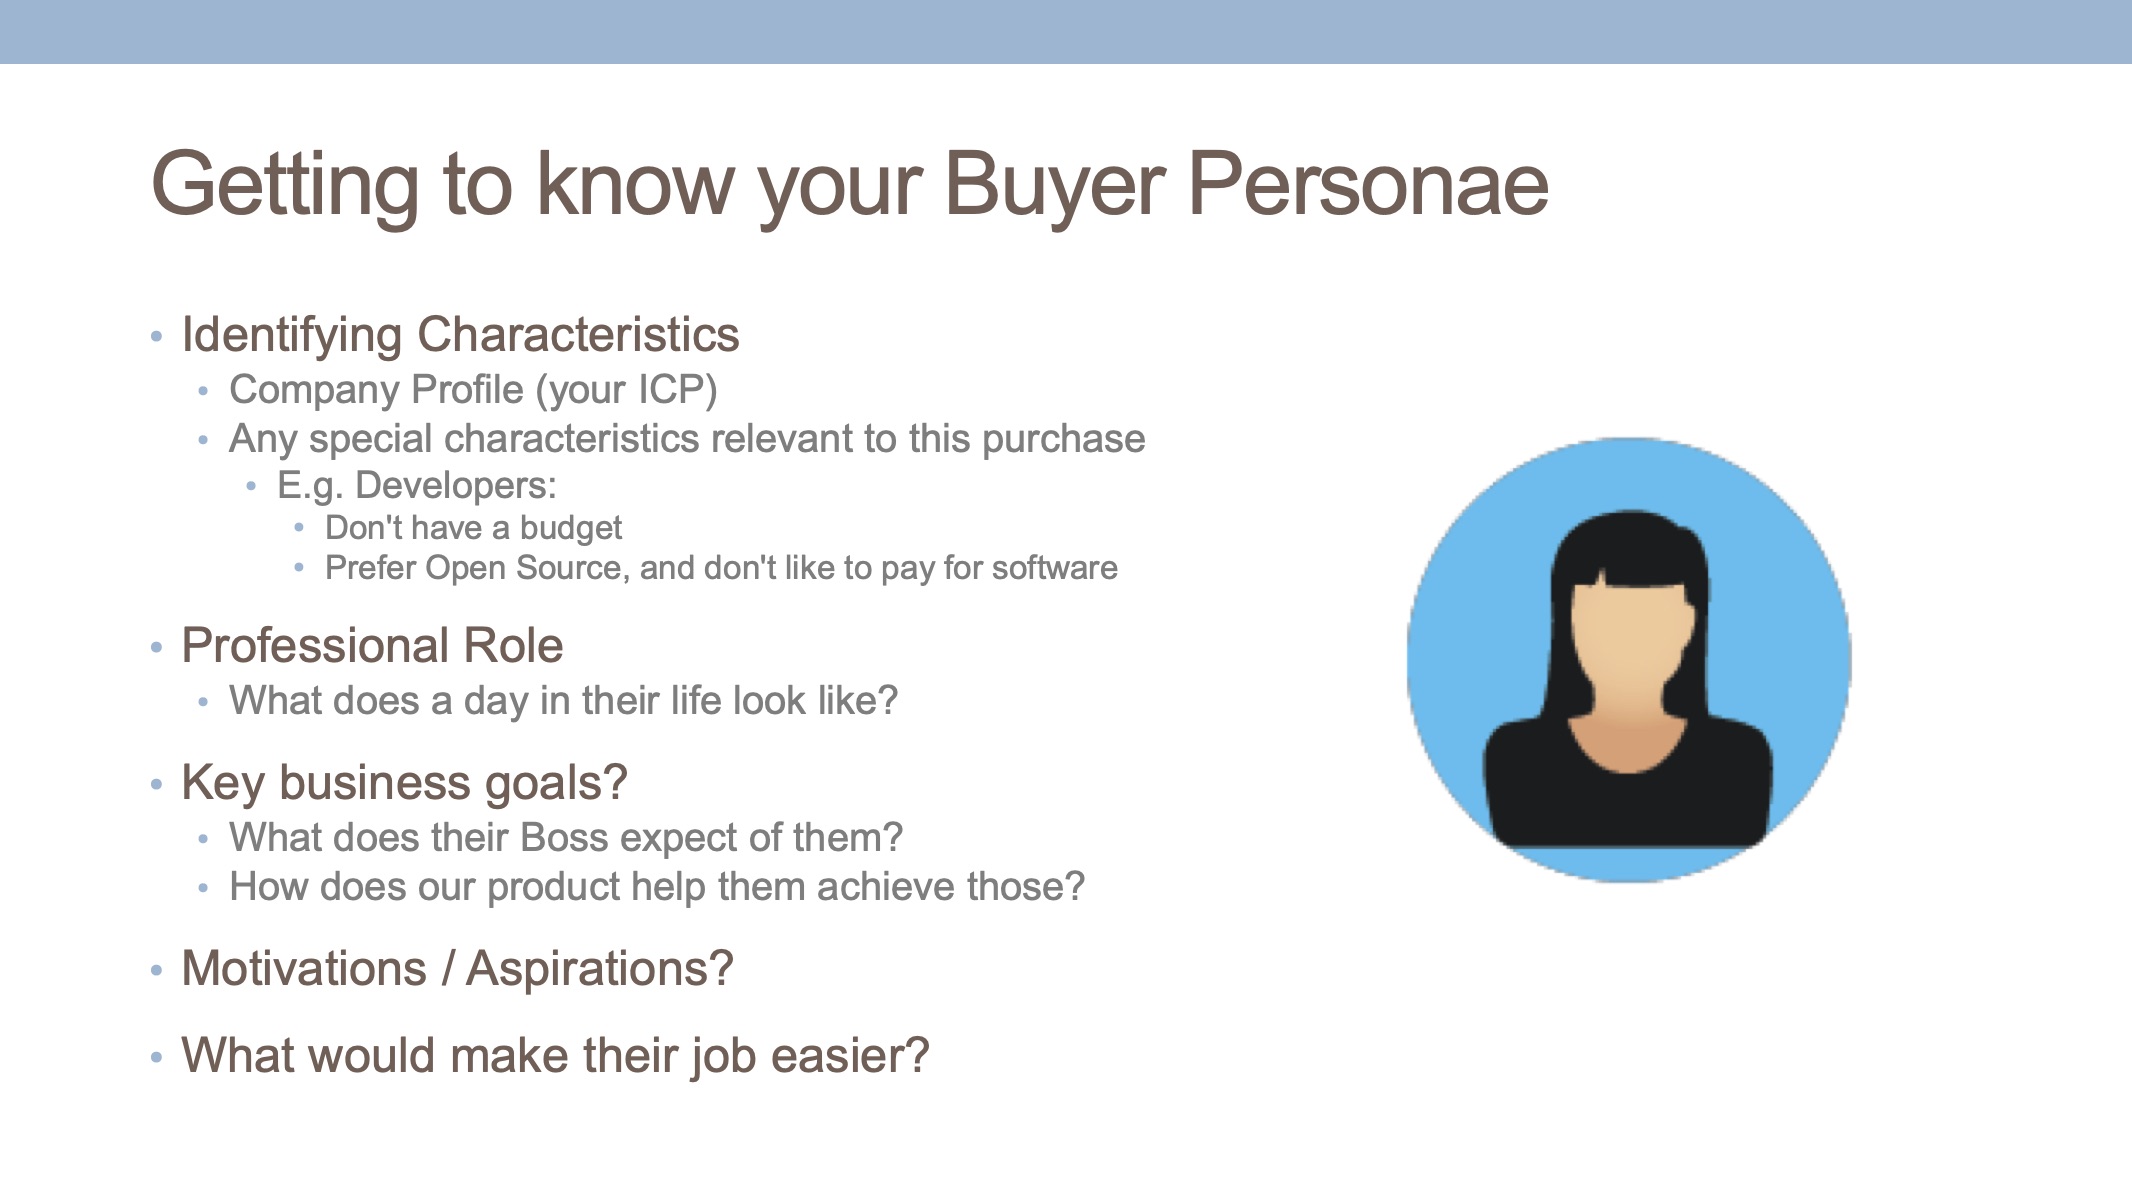 Getting to know your Buyer Personae
• Identifying Characteristics
• Company Profile (your ICP)
• Any special characteristics relevant to this purchase
• E.g. Developers:
• Don't have a budget
• Prefer Open Source, and don't like to pay for software
• Professional Role
• What does a day in their life look like?
• Key business goals?
• What does their Boss expect of them?
• How does our product help them achieve those?
• Motivations / Aspirations?
• What would make their job easier?